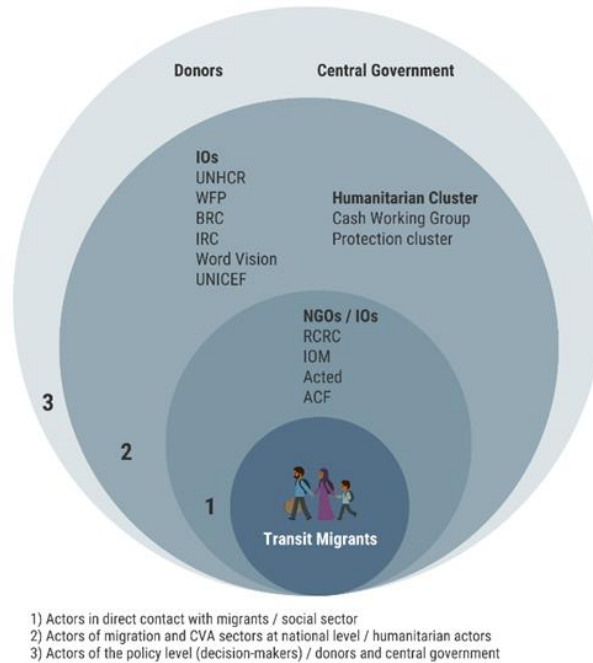 Donors
Central Government
IOs
UNHCR
WFP
BRC
IRC
Word Vision
UNICEF
Humanitarian Cluster
Cash Working Group
Protection cluster
NGOs / IOs
RCRC
IOM
Acted
ACF
3
2
1
Transit Migrants
1) Actors in direct contact with migrants / social sector
2) Actors of migration and CVA sectors at national level / humanitarian actors
3) Actors of the policy level (decision-makers) / donors and central government